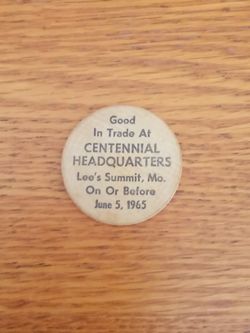 Good
In Trade At
CENTENNIAL
HEADQUARTERS
Lee's Summit, Mo.
On Or Before
June 5, 1965